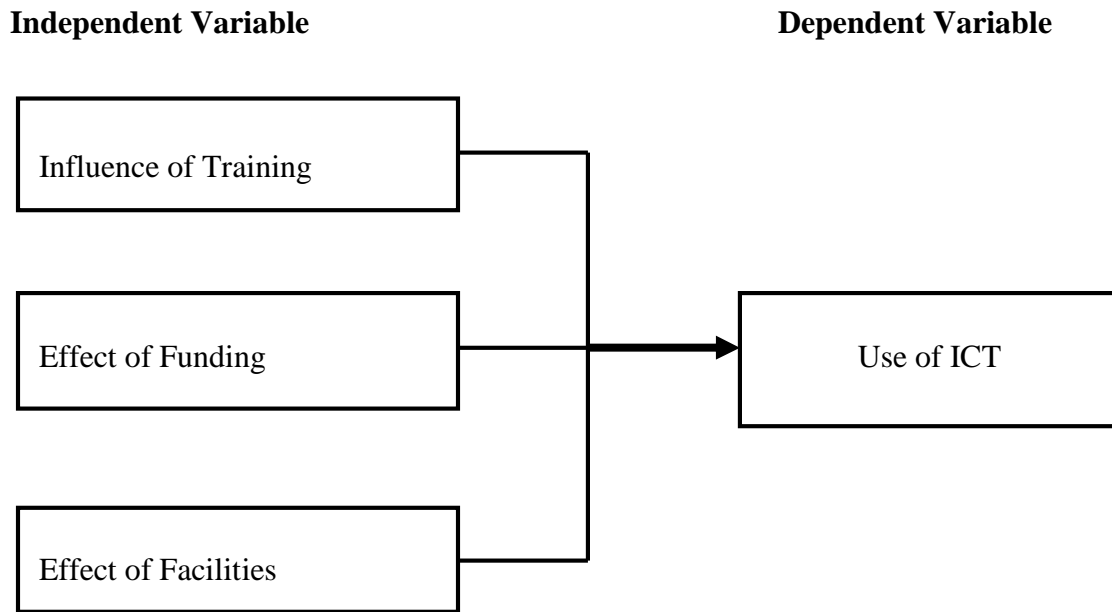 Independent Variable
Dependent Variable
Influence of Training
Effect of Funding
Use of ICT
Effect of Facilities